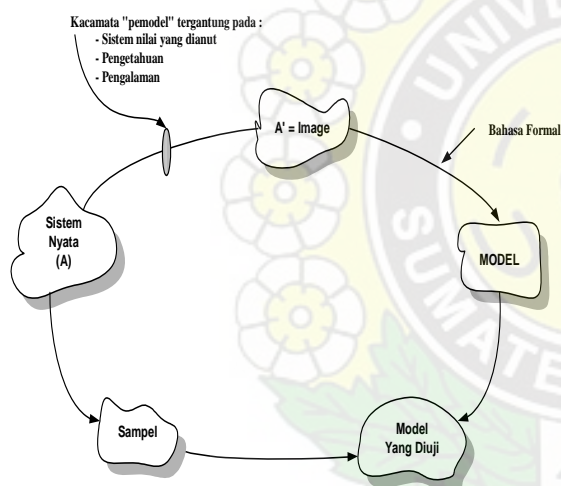 Kacamata "pemodel" tergantung pada :
- Sistem nilai yang dianut
- Pengetahuan
- Pengalaman
A' = Image
Bahasa Formal
Sistem
Nyata
(A)
MODEL
Sampel
Model
Yang Diuji